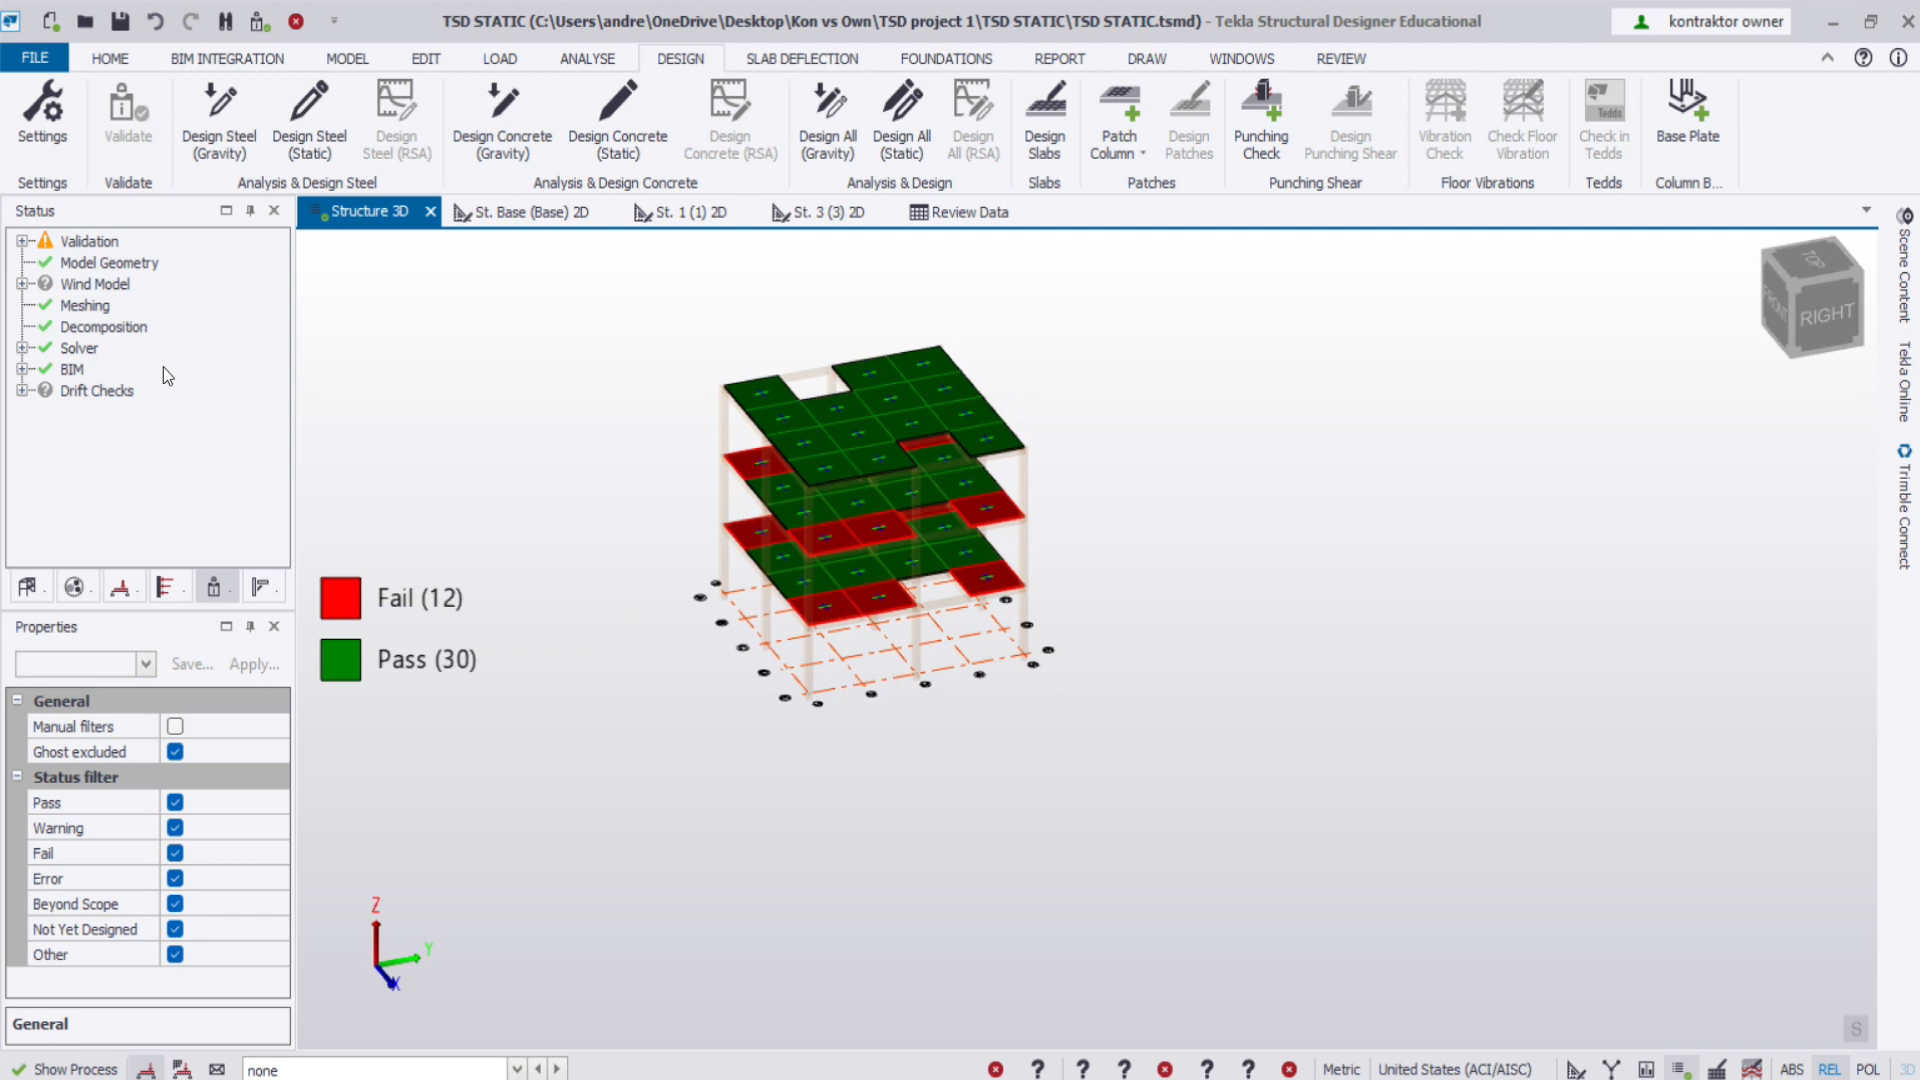 TSD STATIC (C:\Users\andre\OneDrive\Desktop\Kon vs Own\TSD project 1\TSD STATIC\TSD STATIC.tsmd) - Tekla Structural Designer Educational
kontraktor owner
FILE HOME BIM INTEGRATION MODEL EDIT LOAD ANALYSE DESIGN SLAB DEFLECTION FOUNDATIONS REPORT DRAW WINDOWS REVIEW
Settings
Validate
Design Steel (Gravity)
Design Steel (Static)
Design Steel (RSA)
Design Concrete (Gravity)
Design Concrete (Static)
Design Concrete (RSA)
Design All (Gravity)
Design All (Static)
Design All (RSA)
Design Slabs
Patch Column
Design Patches
Punching Check
Design Punching Shear
Vibration Check
Check Floor Vibration
Tedds
Check in Tedds
Base Plate
Settings Validate Analysis & Design Steel Analysis & Design Concrete Analysis & Design Slabs Patches Punching Shear Floor Vibrations Tedds Column B...
Status
Structure 3D St. Base (Base) 2D St. 1 (1) 2D St. 3 (3) 2D Review Data
Validation
Model Geometry
Wind Model
Meshing
Decomposition
Solver
BIM
Drift Checks
TOP
FRONT
RIGHT
Scene Content
Tekla Online
Trimble Connect
Fail (12)
Pass (30)
Properties
Save... Apply...
General
Manual filters
Ghost excluded
Status filter
Pass
Warning
Fail
Error
Beyond Scope
Not Yet Designed
Other
Z
Y
X
General
S
Show Process
none
Metric United States (ACI/AISC) ABS REL POL 3D